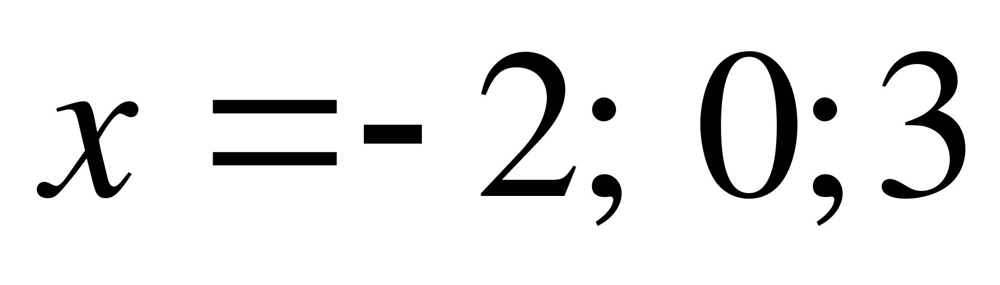 x =- 2; 0;3